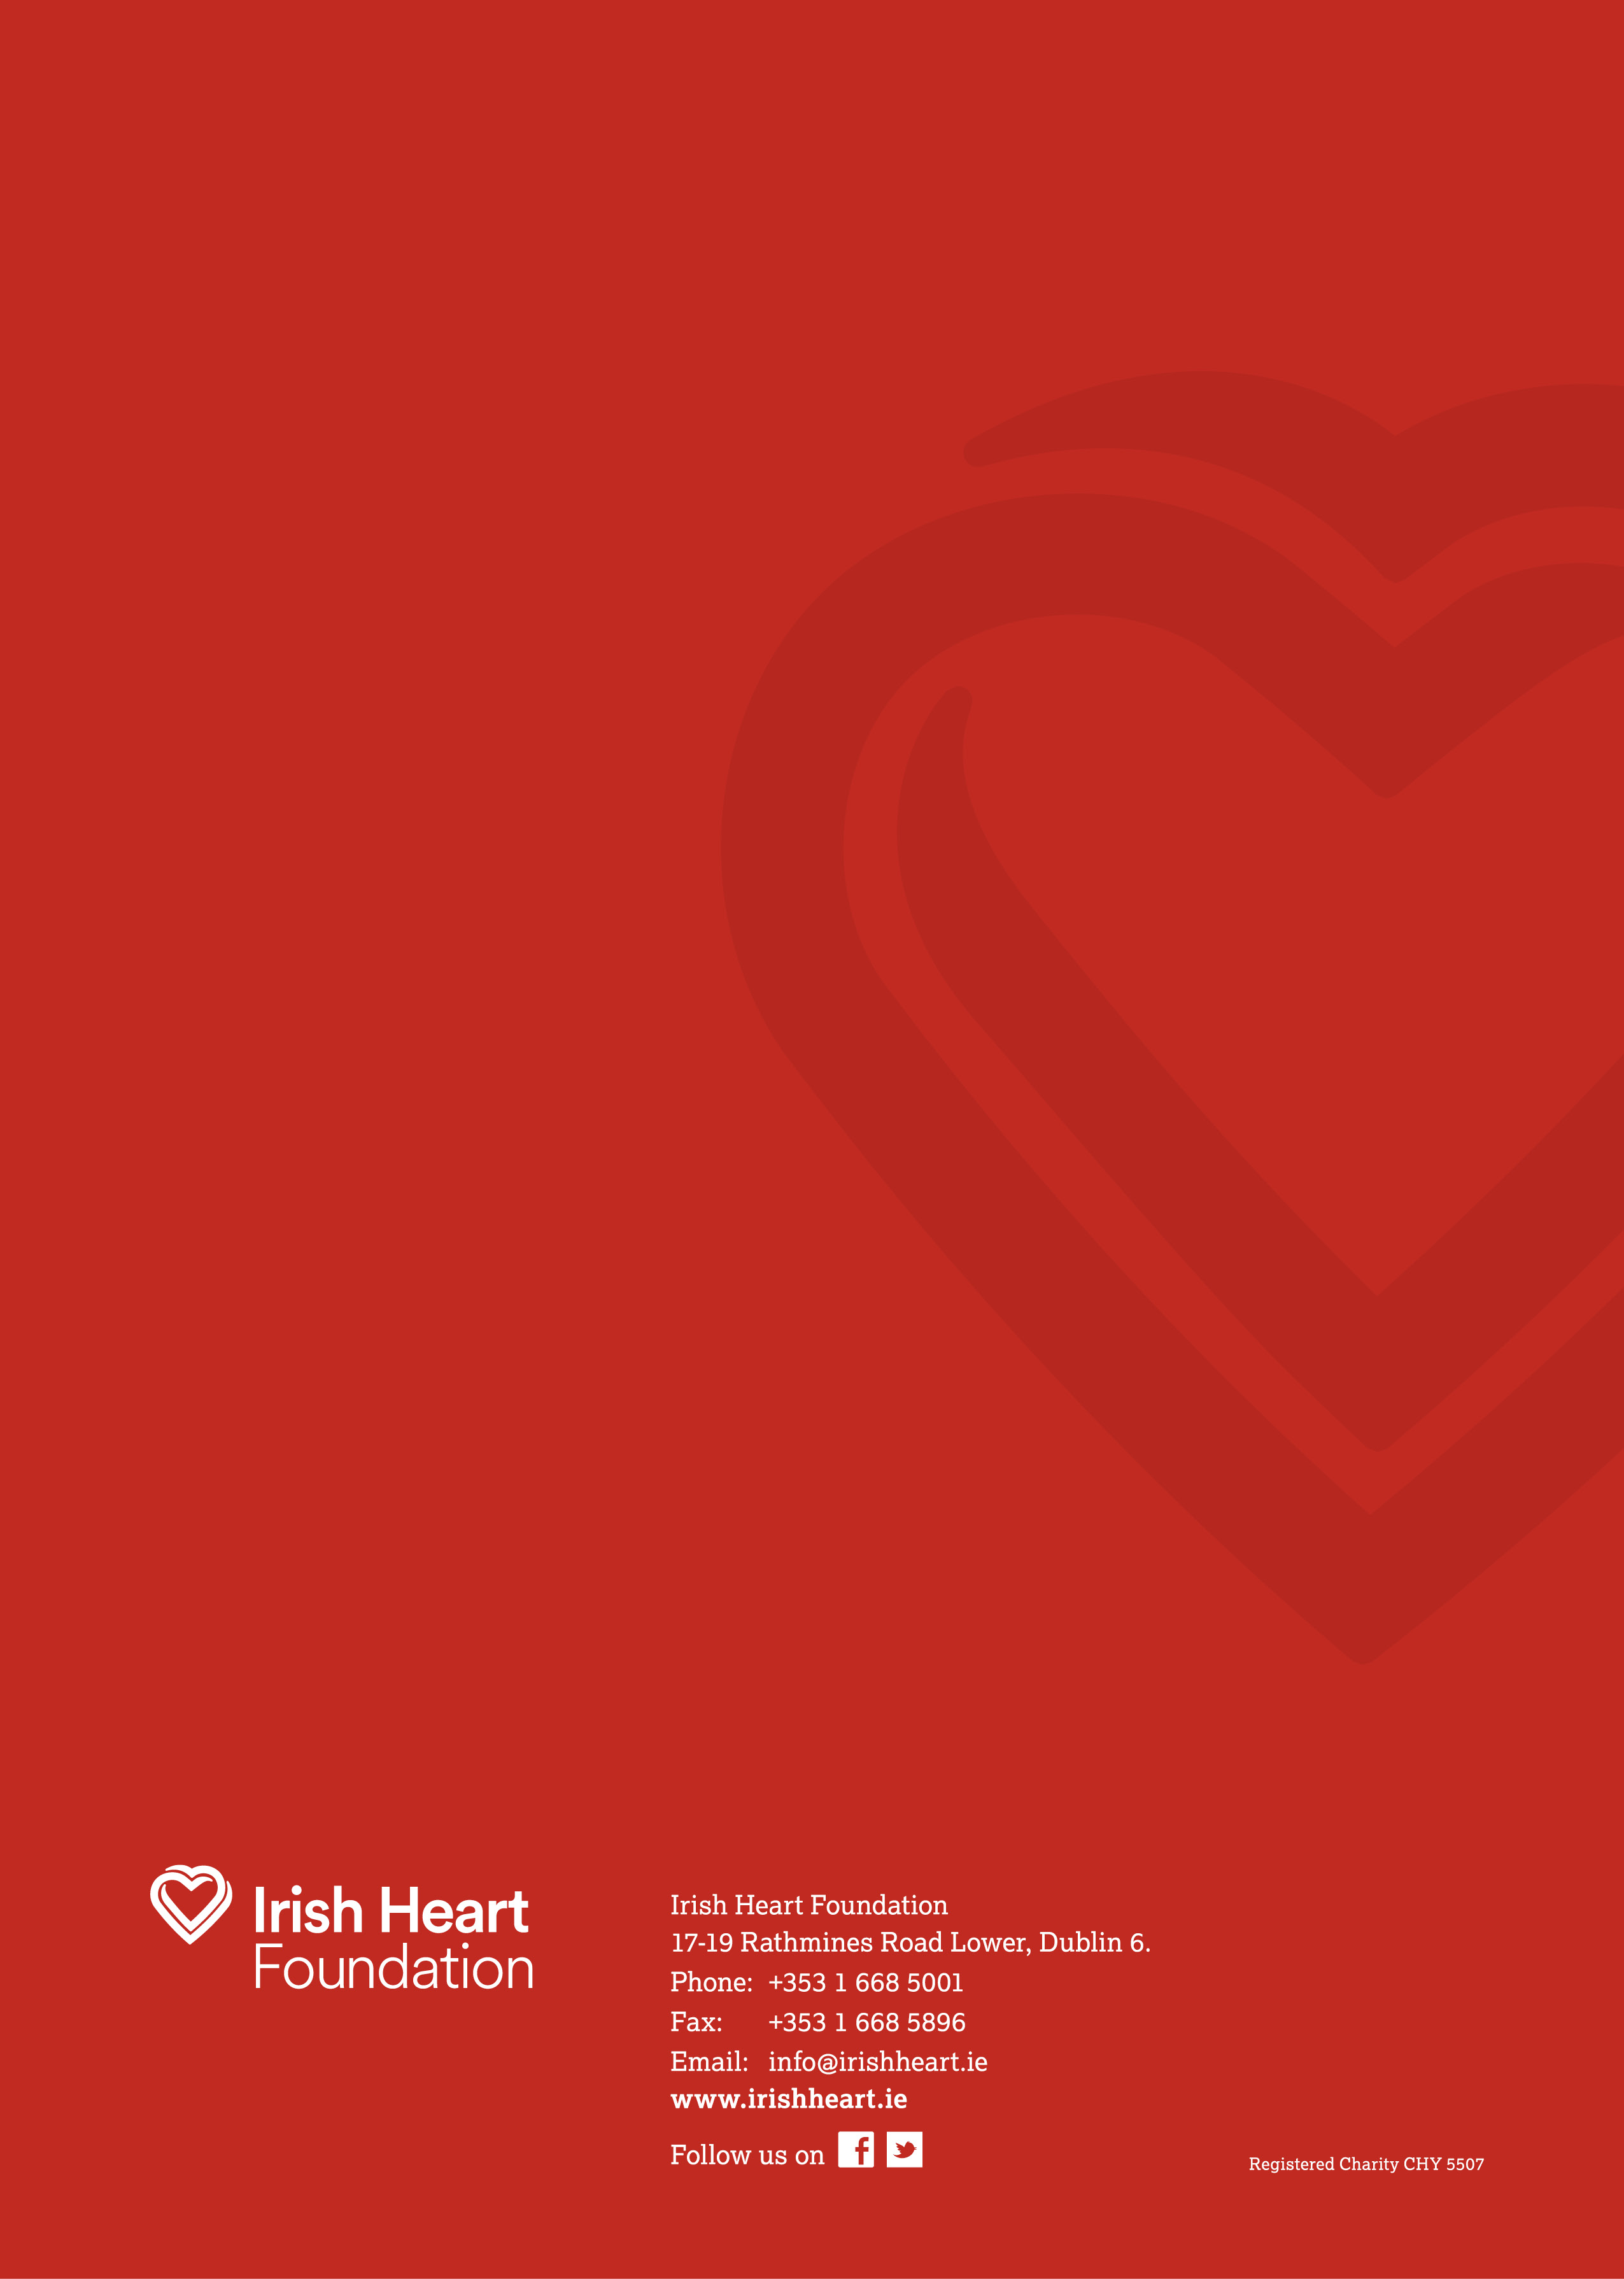 Irish Heart
Foundation
Irish Heart Foundation
17-19 Rathmines Road Lower, Dublin 6.
Phone: +353 1 668 5001
Fax: +353 1 668 5896
Email: info@irishheart.ie
www.irishheart.ie
Follow us on
Registered Charity CHY 5507